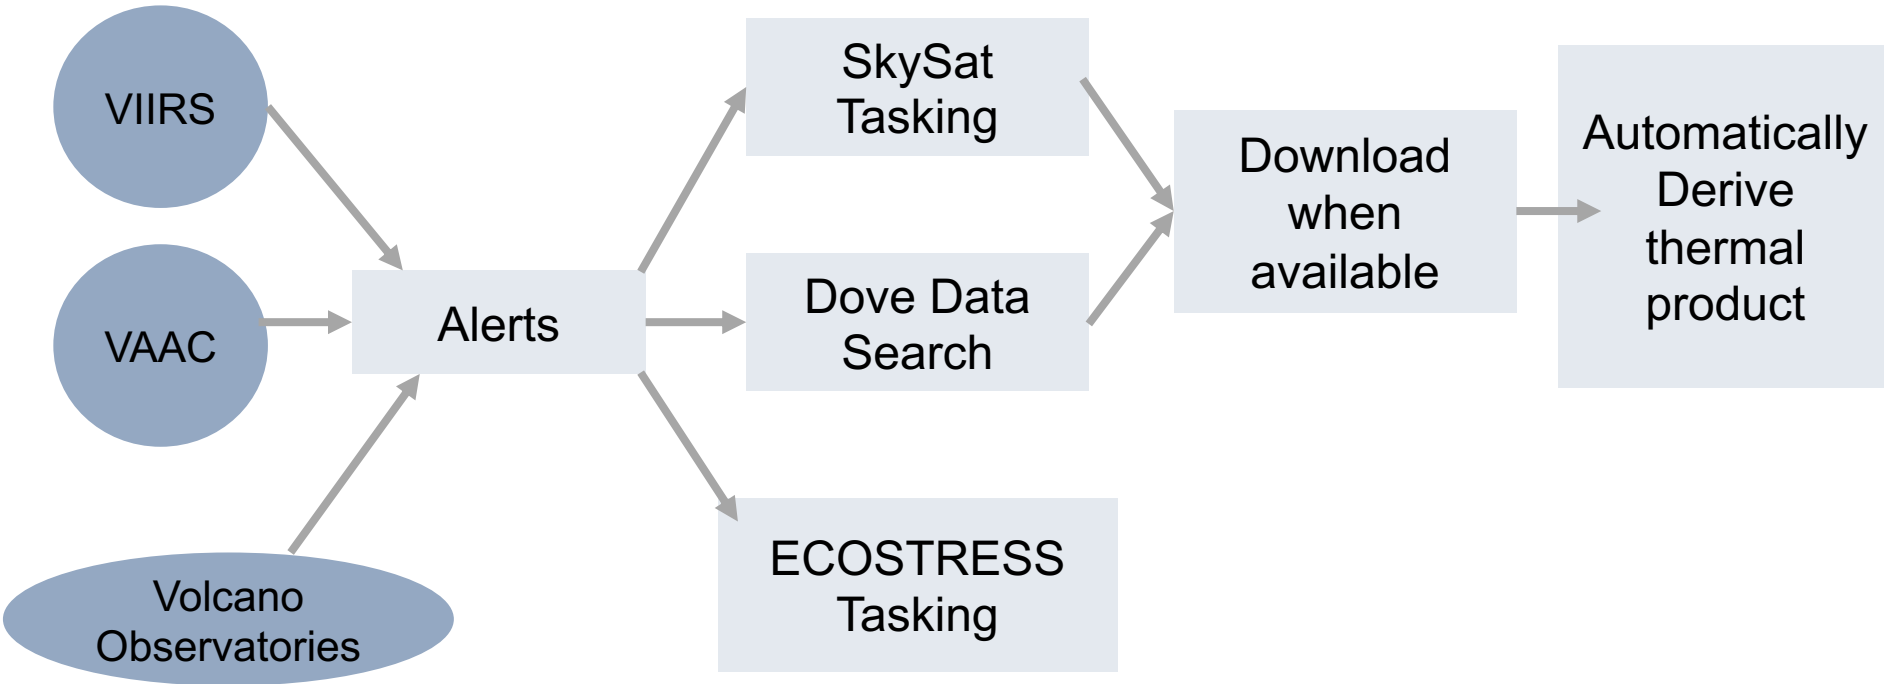 VIIRS
VAAC
Volcano
Observatories
Alerts
SkySat
Tasking
Dove Data
Search
ECOSTRESS
Tasking
Download
when
available
Automatically
Derive
thermal
product